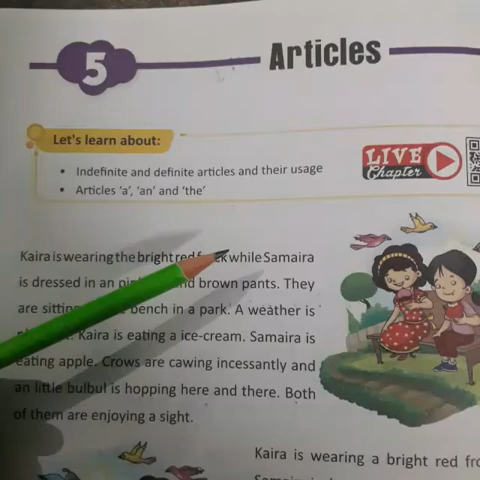 5
Articles
Let's learn about:
• Indefinite and definite articles and their usage
• Articles 'a', 'an' and 'the'
LIVE
Chapter
Kaira is wearing the bright red while Samaira
is dressed in an and brown pants. They
are sitting bench in a park. A weather is
Kaira is eating a ice-cream. Samaira is
eating apple. Crows are cawing incessantly and
an little bulbul is hopping here and there. Both
of them are enjoying a sight.
Kaira is wearing a bright red